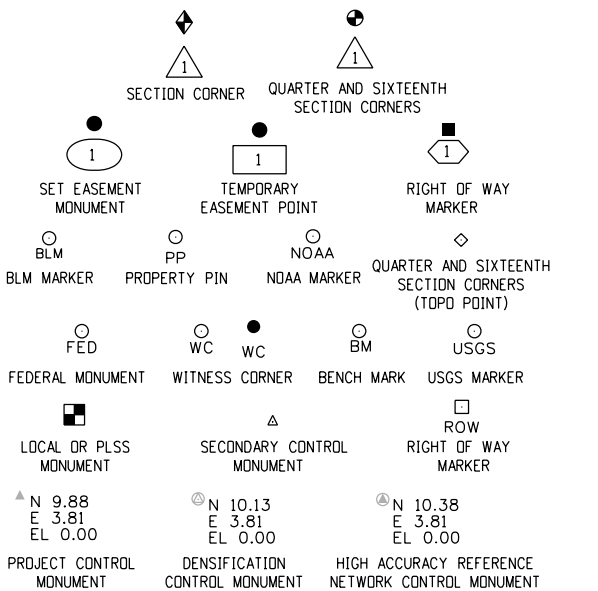 1
1
SECTION CORNER
QUARTER AND SIXTEENTH
SECTION CORNERS
1
1
1
SET EASEMENT
MONUMENT
TEMPORARY
EASEMENT POINT
RIGHT OF WAY
MARKER
BLM
BLM MARKER
PP
PROPERTY PIN
NOAA
NOAA MARKER
QUARTER AND SIXTEENTH
SECTION CORNERS
(TOPO POINT)
FED
FEDERAL MONUMENT
WC
WC
WITNESS CORNER
BM
BENCH MARK
USGS
USGS MARKER
LOCAL OR PLSS
MONUMENT
SECONDARY CONTROL
MONUMENT
ROW
RIGHT OF WAY
MARKER
N 9.88
E 3.81
EL 0.00
PROJECT CONTROL
MONUMENT
N 10.13
E 3.81
EL 0.00
DENSIFICATION
CONTROL MONUMENT
N 10.38
E 3.81
EL 0.00
HIGH ACCURACY REFERENCE
NETWORK CONTROL MONUMENT